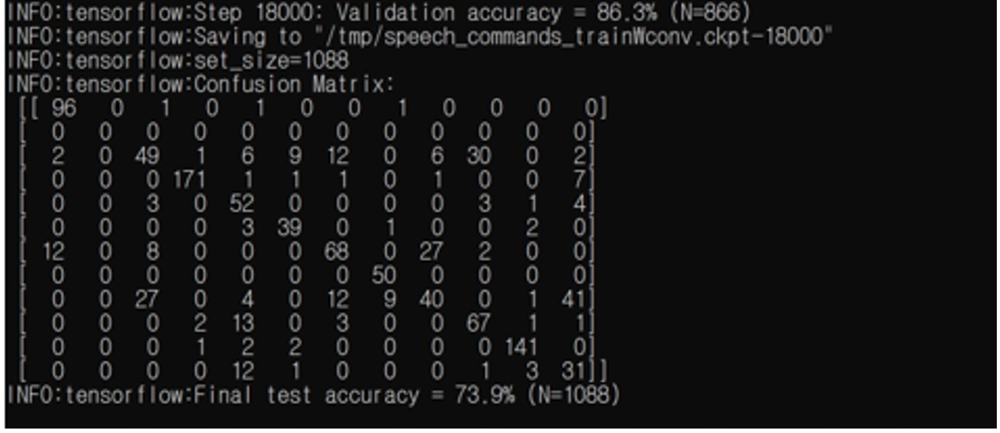 INFO:tensorflow:Step 18000: Validation accuracy = 86.3% (N=866)
INFO:tensorflow:Saving to "/tmp/speech_commands_train₩conv.ckpt-18000"
INFO:tensorflow:set_size=1088
INFO:tensorflow:Confusion Matrix:
[[ 96 0 1 0 1 0 0 1 0 0 0 0]
[ 0 0 0 0 0 0 0 0 0 0 0 0]
[ 2 0 49 1 6 9 12 0 6 30 0 2]
[ 0 0 0 171 1 1 1 0 1 0 0 7]
[ 0 0 3 0 52 0 0 0 0 3 1 4]
[ 0 0 0 0 3 39 0 1 0 0 2 0]
[ 12 0 8 0 0 0 68 0 27 2 0 0]
[ 0 0 0 0 0 0 0 50 0 0 0 0]
[ 0 0 27 0 4 0 12 9 40 0 1 41]
[ 0 0 0 2 13 0 3 0 0 67 1 1]
[ 0 0 0 1 2 2 0 0 0 0 141 0]
[ 0 0 0 0 12 1 0 0 0 1 3 31]]
INFO:tensorflow:Final test accuracy = 73.9% (N=1088)